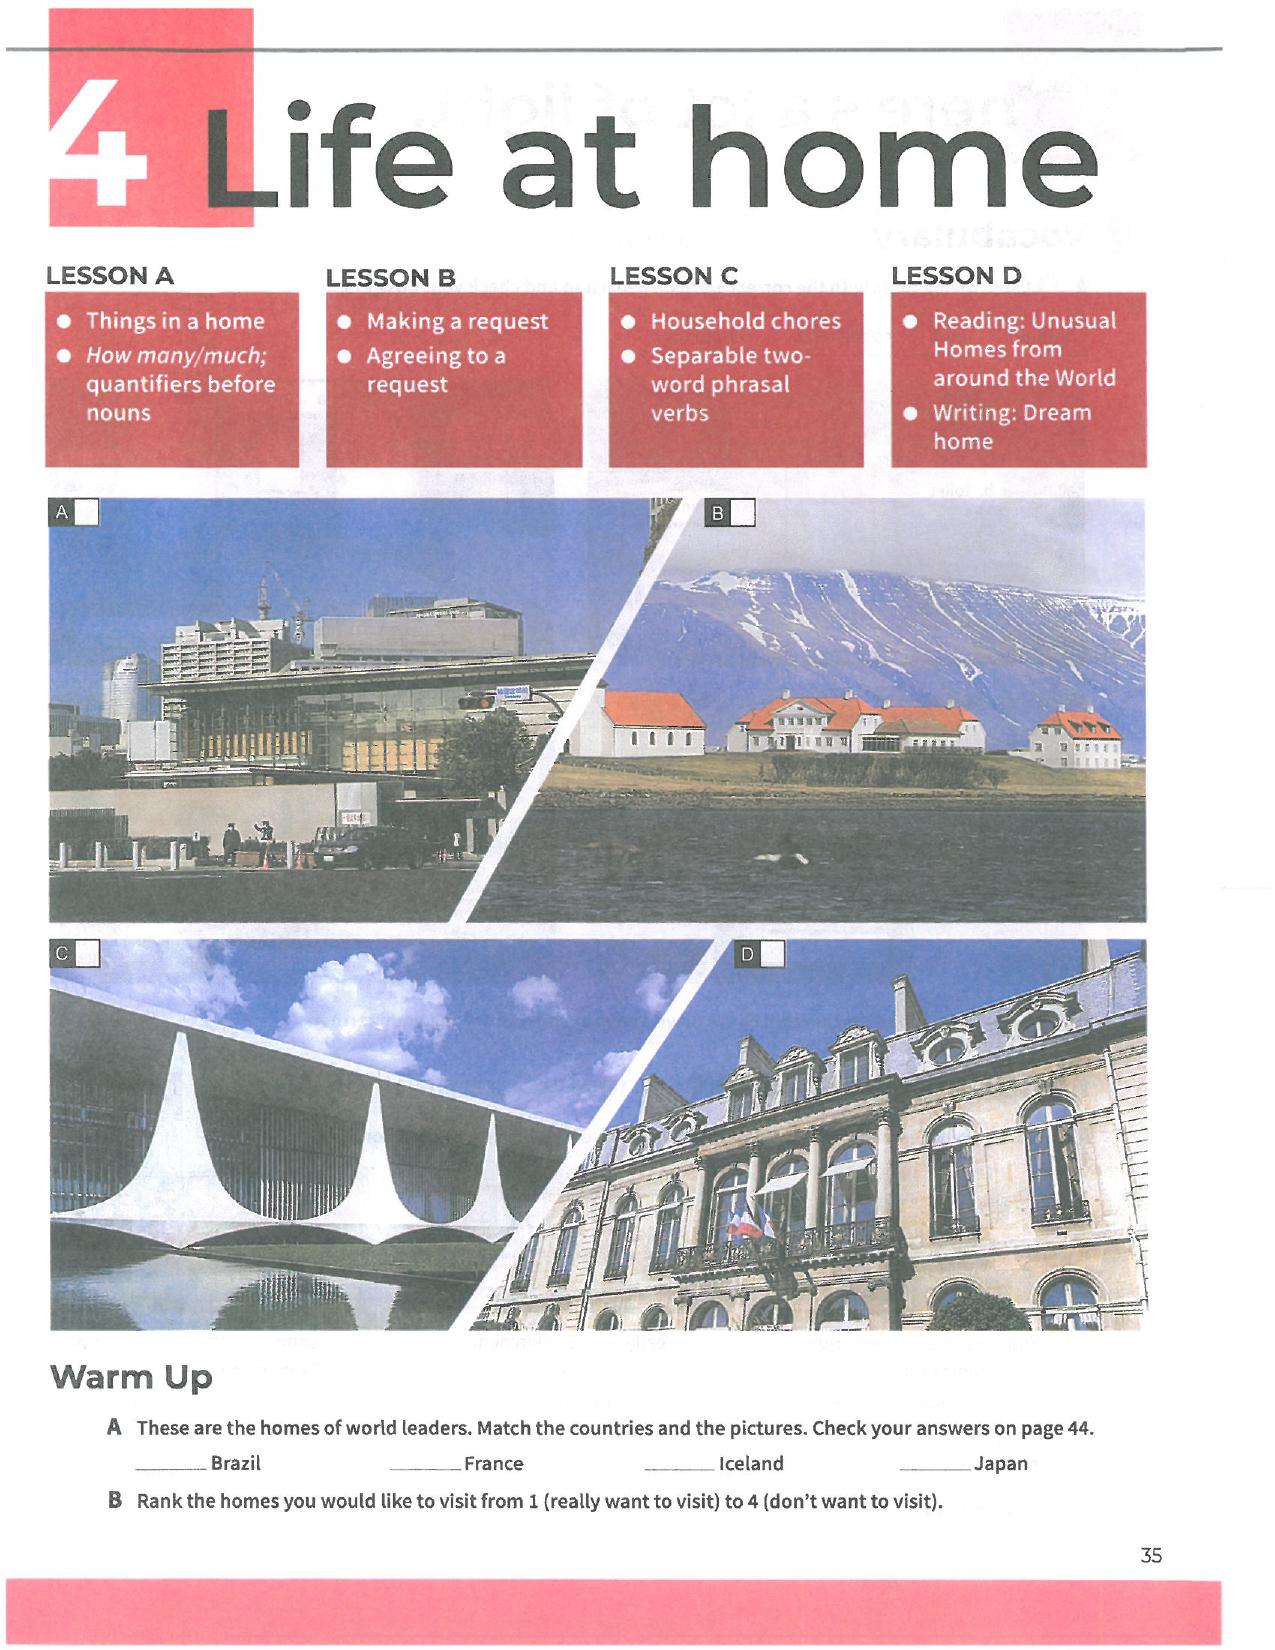 4 Life at home
LESSON A
● Things in a home
● How many/much;
quantifiers before
nouns
LESSON B
● Making a request
● Agreeing to a
request
LESSON C
● Household chores
● Separable two-
word phrasal
verbs
LESSON D
● Reading: Unusual
Homes from
around the World
● Writing: Dream
home
A
B
C
D
Warm Up
A These are the homes of world leaders. Match the countries and the pictures. Check your answers on page 44.
______ Brazil ______ France ______ Iceland ______ Japan
B Rank the homes you would like to visit from 1 (really want to visit) to 4 (don't want to visit).
35